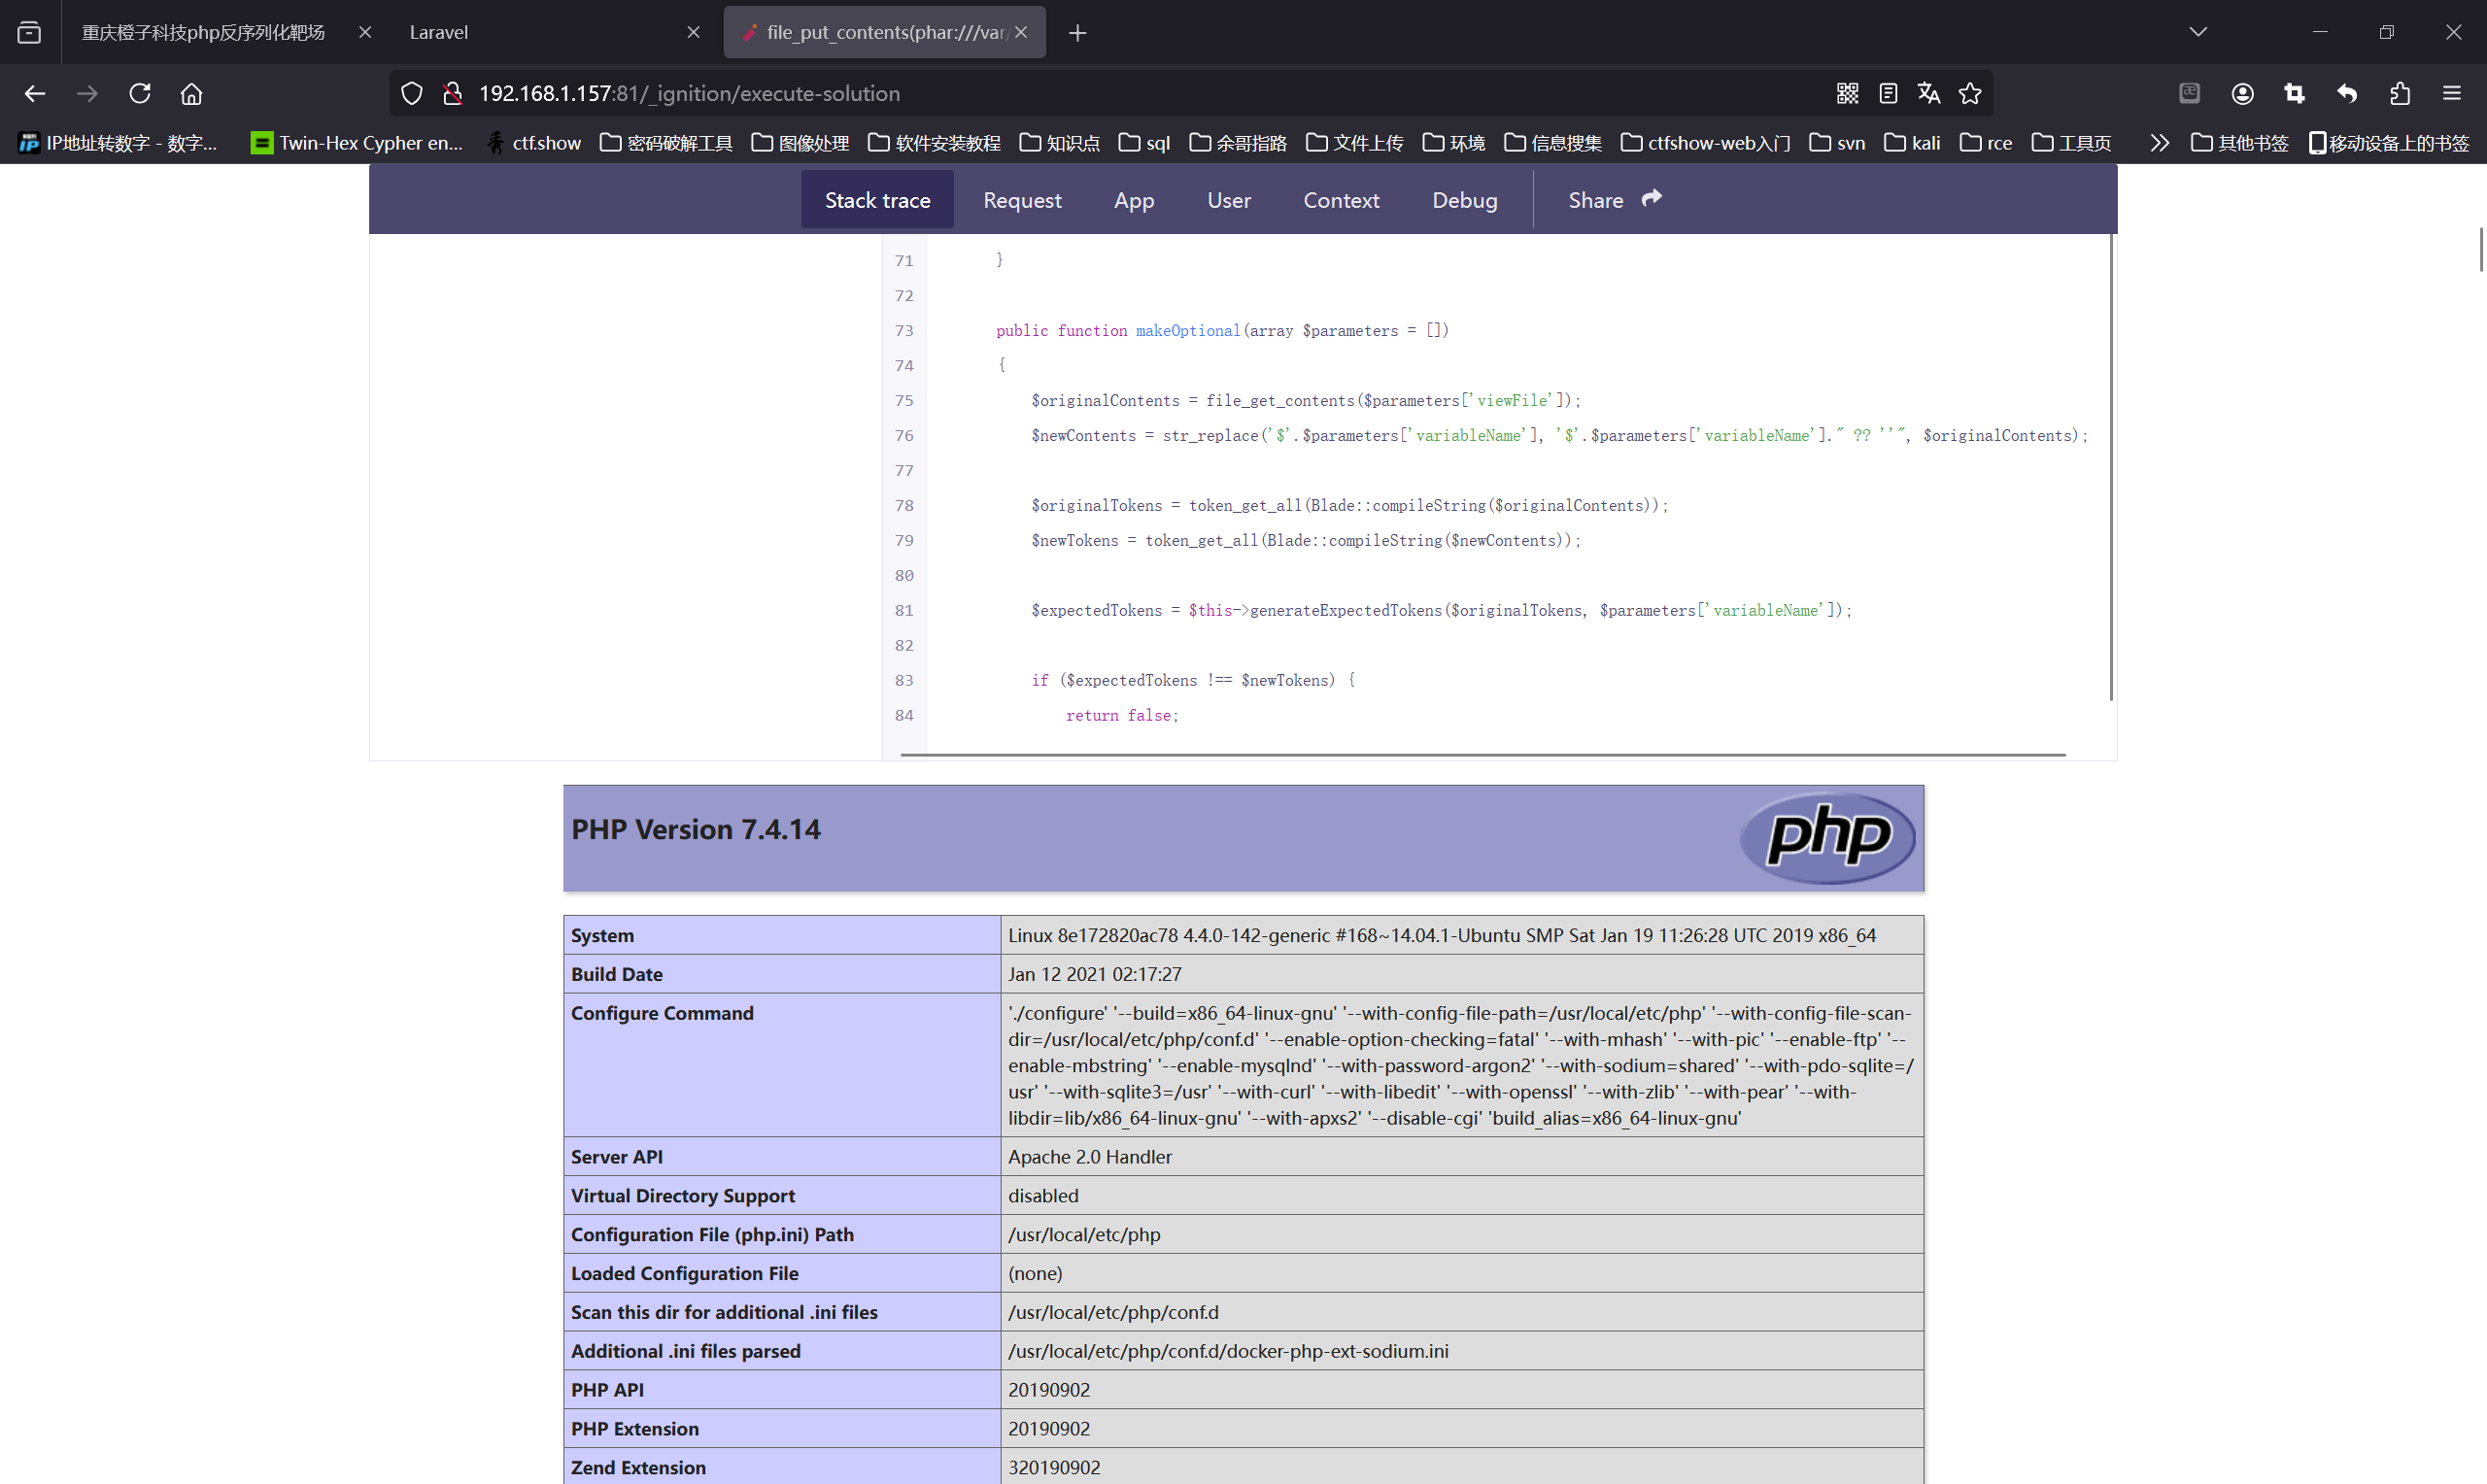 重庆橙子科技php反序列化靶场
Laravel
file_put_contents(phar:///var/
192.168.1.157:81/_ignition/execute-solution
IP地址转数字 - 数字...
Twin-Hex Cypher en...
ctf.show
密码破解工具
图像处理
软件安装教程
知识点
sql
余哥指路
文件上传
环境
信息搜集
ctfshow-web入门
svn
kali
rce
工具页
其他书签
移动设备上的书签
Stack trace
Request
App
User
Context
Debug
Share
71 }
72
73 public function makeOptional(array $parameters = [])
74 {
75 $originalContents = file_get_contents($parameters['viewFile']);
76 $newContents = str_replace('$'.$parameters['variableName'], '$'.$parameters['variableName']." ?? ''", $originalContents);
77
78 $originalTokens = token_get_all(Blade::compileString($originalContents));
79 $newTokens = token_get_all(Blade::compileString($newContents));
80
81 $expectedTokens = $this->generateExpectedTokens($originalTokens, $parameters['variableName']);
82
83 if ($expectedTokens !== $newTokens) {
84 return false;
PHP Version 7.4.14
php
System Linux 8e172820ac78 4.4.0-142-generic #168~14.04.1-Ubuntu SMP Sat Jan 19 11:26:28 UTC 2019 x86_64
Build Date Jan 12 2021 02:17:27
Configure Command './configure' '--build=x86_64-linux-gnu' '--with-config-file-path=/usr/local/etc/php' '--with-config-file-scan-
dir=/usr/local/etc/php/conf.d' '--enable-option-checking=fatal' '--with-mhash' '--with-pic' '--enable-ftp' '--
enable-mbstring' '--enable-mysqlnd' '--with-password-argon2' '--with-sodium=shared' '--with-pdo-sqlite=/
usr' '--with-sqlite3=/usr' '--with-curl' '--with-libedit' '--with-openssl' '--with-zlib' '--with-pear' '--with-
libdir=lib/x86_64-linux-gnu' '--with-apxs2' '--disable-cgi' 'build_alias=x86_64-linux-gnu'
Server API Apache 2.0 Handler
Virtual Directory Support disabled
Configuration File (php.ini) Path /usr/local/etc/php
Loaded Configuration File (none)
Scan this dir for additional .ini files /usr/local/etc/php/conf.d
Additional .ini files parsed /usr/local/etc/php/conf.d/docker-php-ext-sodium.ini
PHP API 20190902
PHP Extension 20190902
Zend Extension 320190902